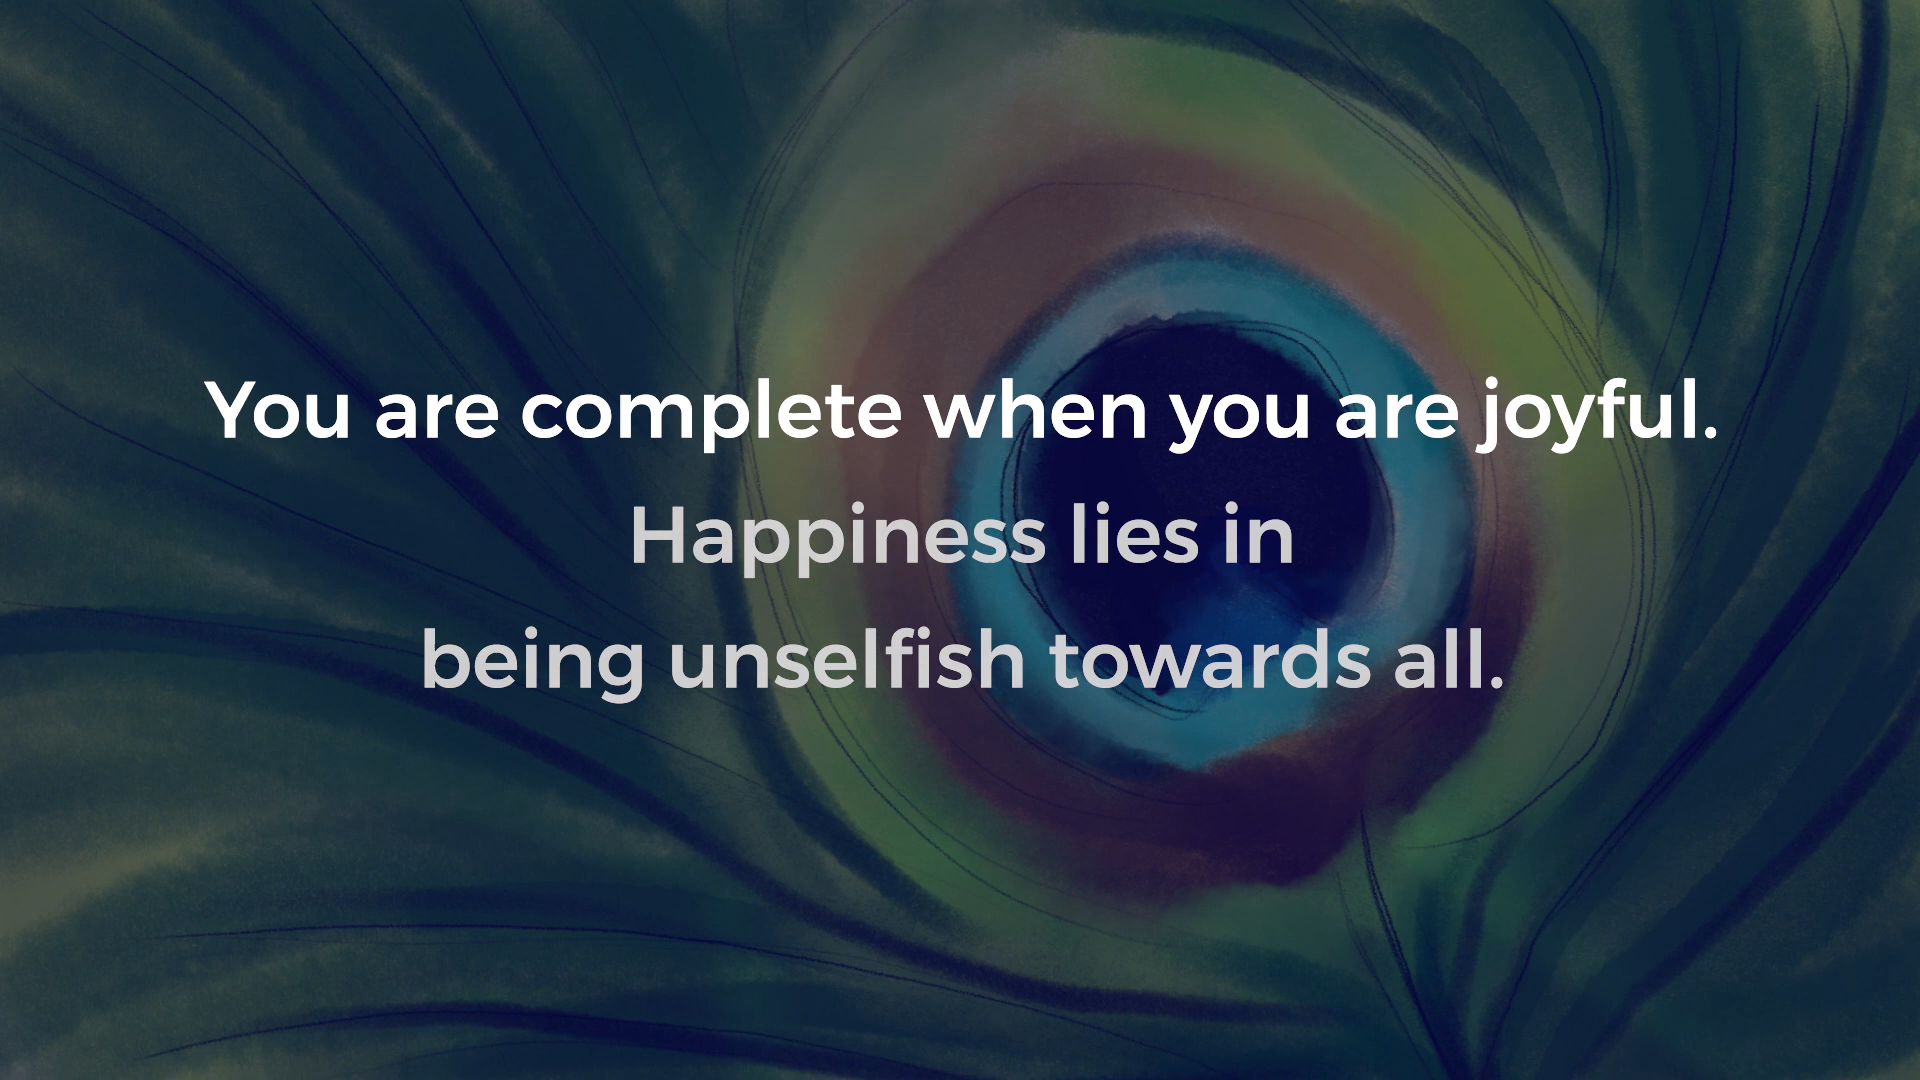 You are complete when you are joyful.
Happiness lies in
being unselfish towards all.